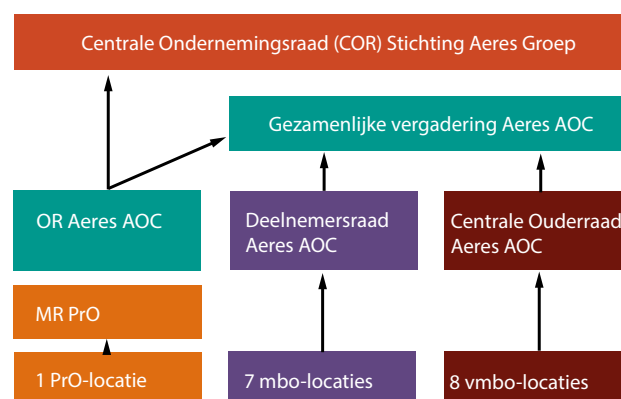 Centrale Ondernemingsraad (COR) Stichting Aeres Groep
Gezamenlijke vergadering Aeres AOC
OR Aeres AOC
Deelnemersraad
Aeres AOC
Centrale Ouderraad
Aeres AOC
MR PrO
1 PrO-locatie
7 mbo-locaties
8 vmbo-locaties